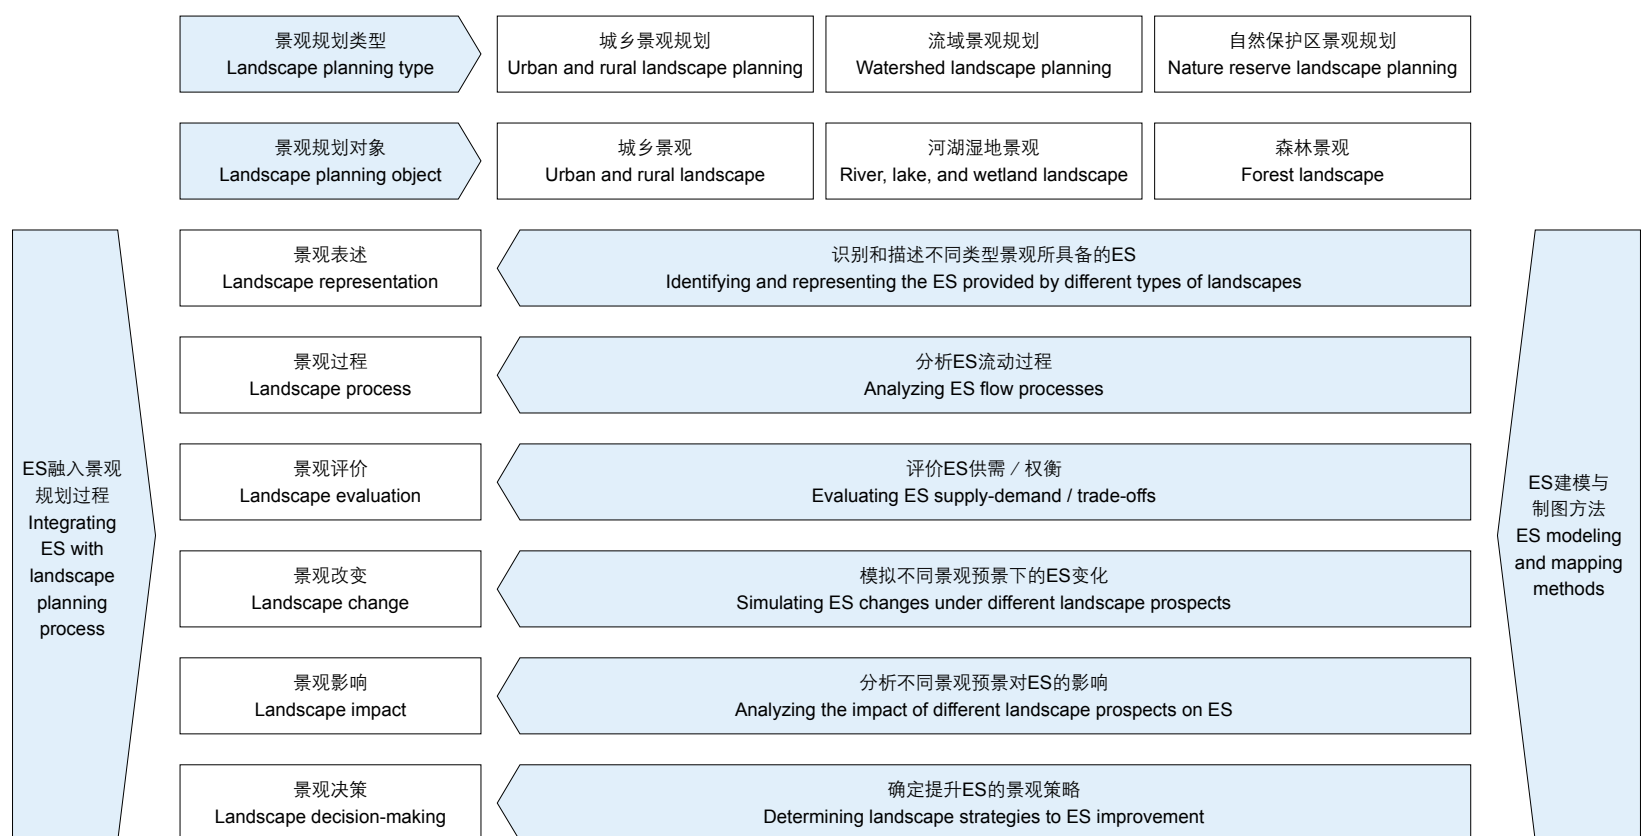 景观规划类型
Landscape planning type
城乡景观规划
Urban and rural landscape planning
流域景观规划
Watershed landscape planning
自然保护区景观规划
Nature reserve landscape planning
景观规划对象
Landscape planning object
城乡景观
Urban and rural landscape
河湖湿地景观
River, lake, and wetland landscape
森林景观
Forest landscape
ES融入景观
规划过程
Integrating
ES with
landscape
planning
process
景观表述
Landscape representation
识别和描述不同类型景观所具备的ES
Identifying and representing the ES provided by different types of landscapes
景观过程
Landscape process
分析ES流动过程
Analyzing ES flow processes
景观评价
Landscape evaluation
评价ES供需 / 权衡
Evaluating ES supply-demand / trade-offs
景观改变
Landscape change
模拟不同景观预景下的ES变化
Simulating ES changes under different landscape prospects
景观影响
Landscape impact
分析不同景观预景对ES的影响
Analyzing the impact of different landscape prospects on ES
景观决策
Landscape decision-making
确定提升ES的景观策略
Determining landscape strategies to ES improvement
ES建模与
制图方法
ES modeling
and mapping
methods